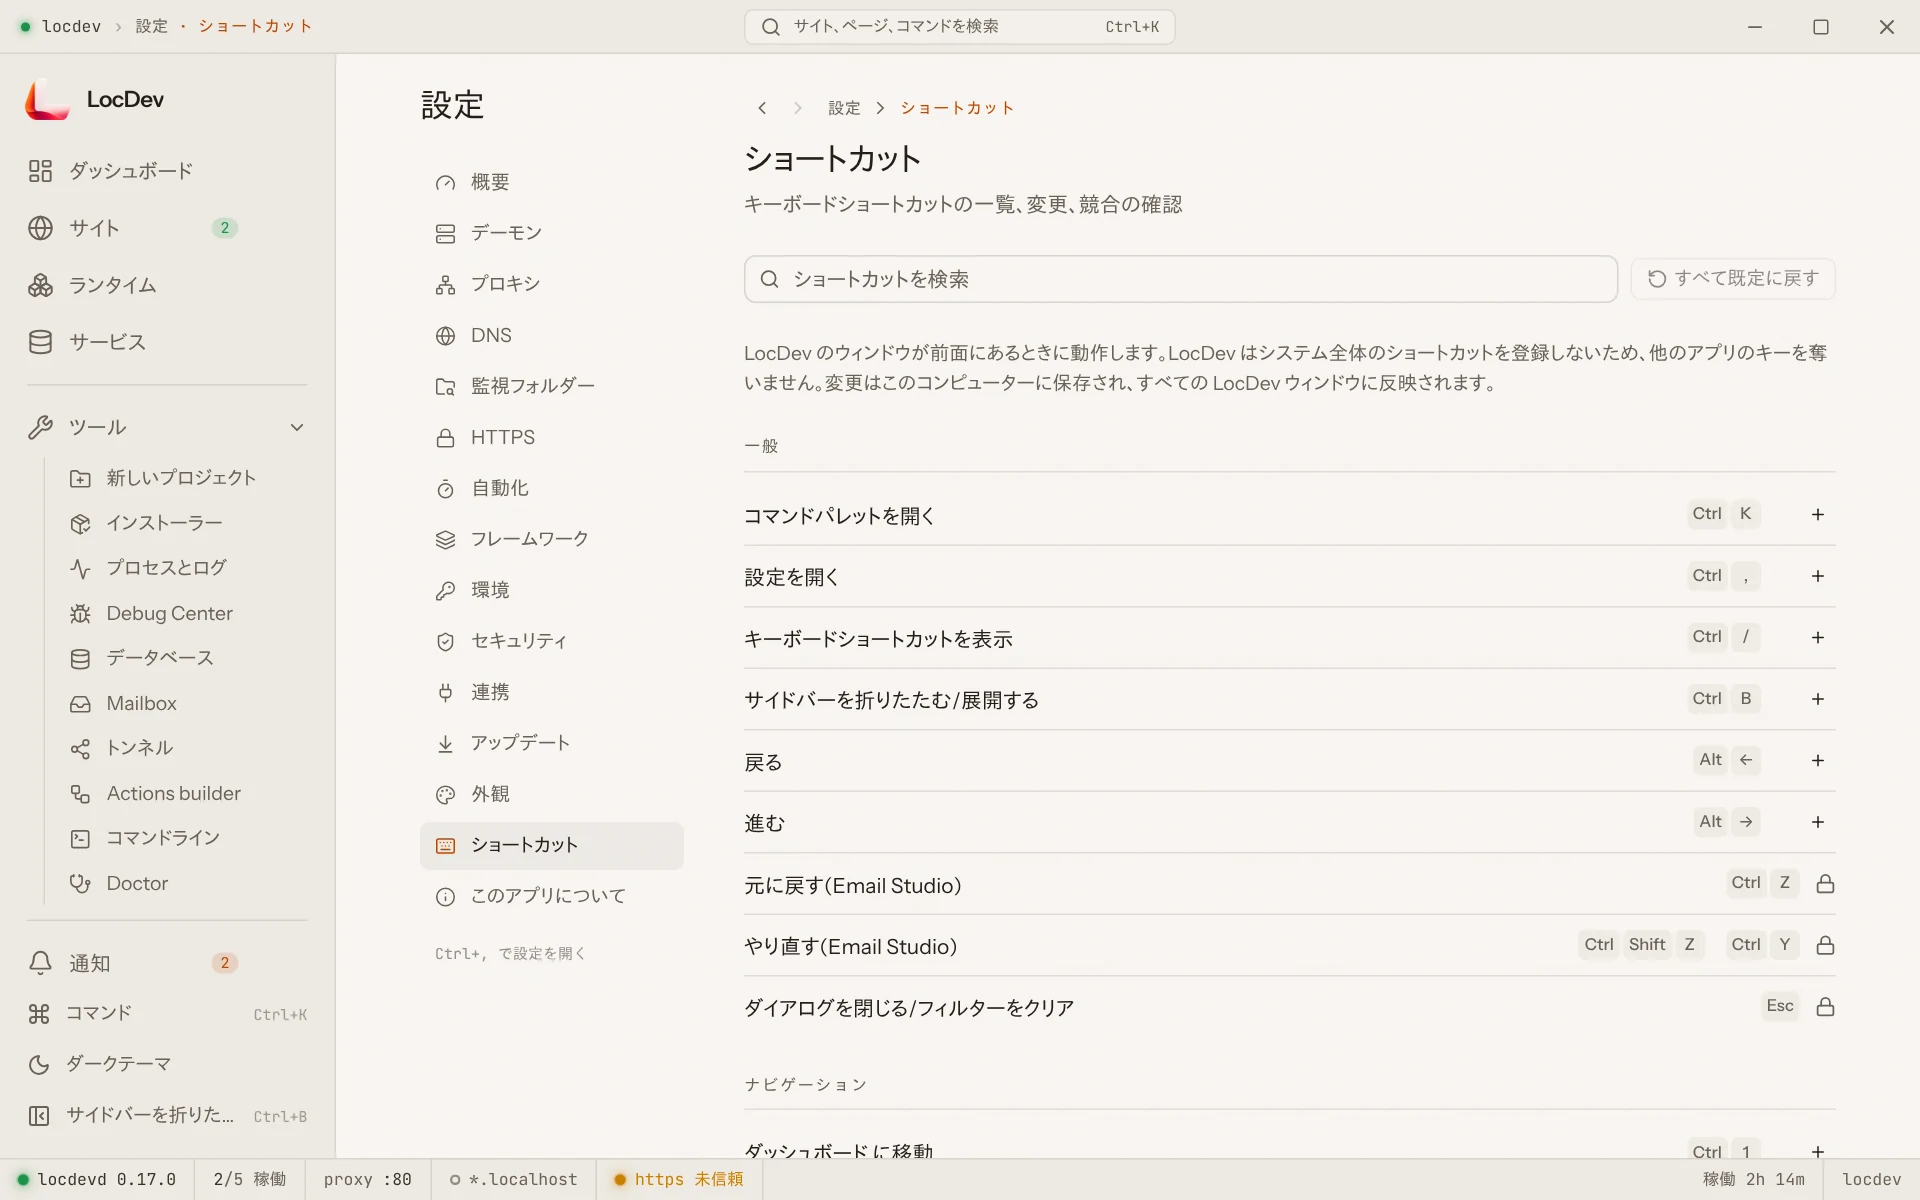 locdev › 設定 · ショートカット
サイト、ページ、コマンドを検索 Ctrl+K
LocDev
ダッシュボード
サイト 2
ランタイム
サービス
ツール
新しいプロジェクト
インストーラー
プロセスとログ
Debug Center
データベース
Mailbox
トンネル
Actions builder
コマンドライン
Doctor
通知 2
コマンド Ctrl+K
ダークテーマ
サイドバーを折りた... Ctrl+B
設定
概要
デーモン
プロキシ
DNS
監視フォルダー
HTTPS
自動化
フレームワーク
環境
セキュリティ
連携
アップデート
外観
ショートカット
このアプリについて
Ctrl+, で設定を開く
設定 > ショートカット
ショートカット
キーボードショートカットの一覧、変更、競合の確認
ショートカットを検索
すべて既定に戻す
LocDev のウィンドウが前面にあるときに動作します。LocDev はシステム全体のショートカットを登録しないため、他のアプリのキーを奪
いません。変更はこのコンピューターに保存され、すべての LocDev ウィンドウに反映されます。
一般
コマンドパレットを開く Ctrl K +
設定を開く Ctrl , +
キーボードショートカットを表示 Ctrl / +
サイドバーを折りたたむ/展開する Ctrl B +
戻る Alt ← +
進む Alt → +
元に戻す(Email Studio) Ctrl Z
やり直す(Email Studio) Ctrl Shift Z Ctrl Y
ダイアログを閉じる/フィルターをクリア Esc
ナビゲーション
ダッシュボードに移動 Ctrl 1 +
locdevd 0.17.0 2/5 稼働 proxy :80 *.localhost https 未信頼 稼働 2h 14m locdev